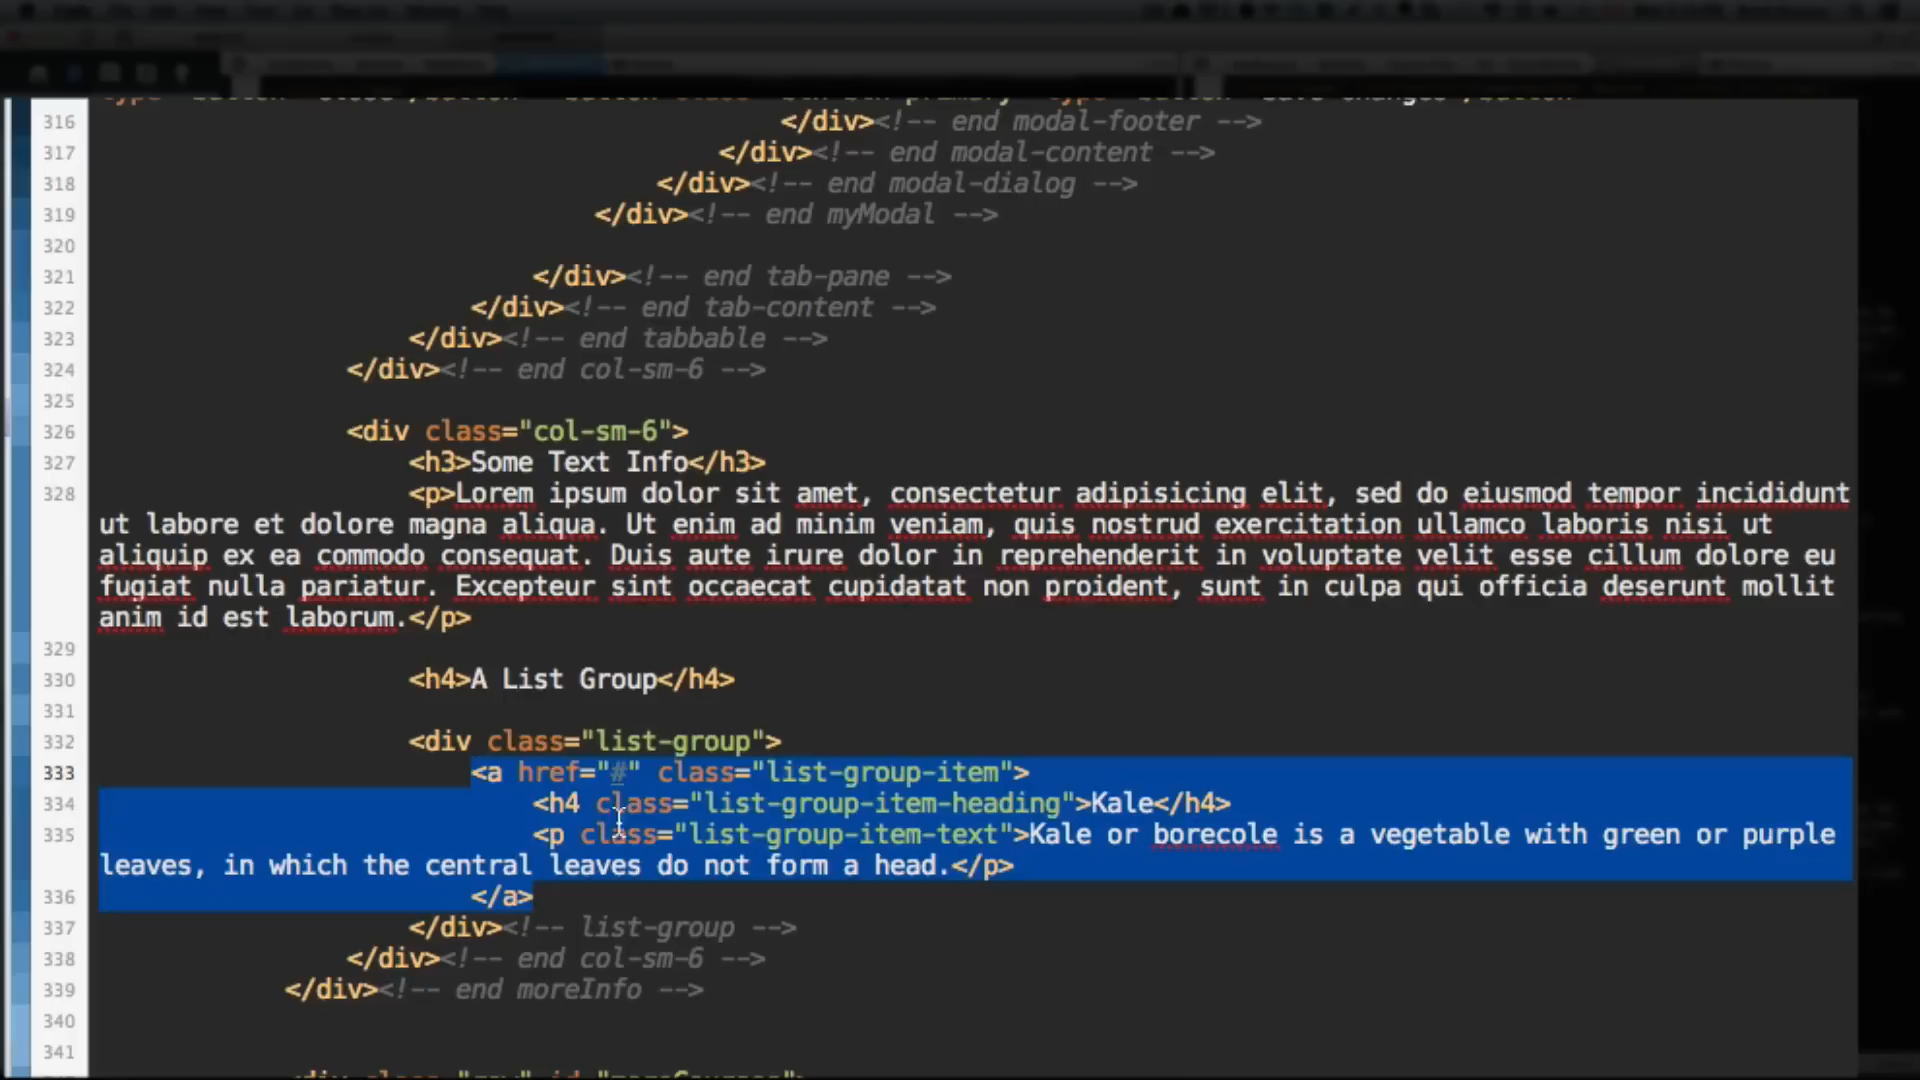 316 </div><!-- end modal-footer -->
317 </div><!-- end modal-content -->
318 </div><!-- end modal-dialog -->
319 </div><!-- end myModal -->
320
321 </div><!-- end tab-pane -->
322 </div><!-- end tab-content -->
323 </div><!-- end tabbable -->
324 </div><!-- end col-sm-6 -->
325
326 <div class="col-sm-6">
327 <h3>Some Text Info</h3>
328 <p>Lorem ipsum dolor sit amet, consectetur adipisicing elit, sed do eiusmod tempor incididunt
ut labore et dolore magna aliqua. Ut enim ad minim veniam, quis nostrud exercitation ullamco laboris nisi ut
aliquip ex ea commodo consequat. Duis aute irure dolor in reprehenderit in voluptate velit esse cillum dolore eu
fugiat nulla pariatur. Excepteur sint occaecat cupidatat non proident, sunt in culpa qui officia deserunt mollit
anim id est laborum.</p>
329
330 <h4>A List Group</h4>
331
332 <div class="list-group">
333 <a href="#" class="list-group-item">
334 <h4 class="list-group-item-heading">Kale</h4>
335 <p class="list-group-item-text">Kale or borecole is a vegetable with green or purple
leaves, in which the central leaves do not form a head.</p>
336 </a>
337 </div><!-- list-group -->
338 </div><!-- end col-sm-6 -->
339 </div><!-- end moreInfo -->
340
341